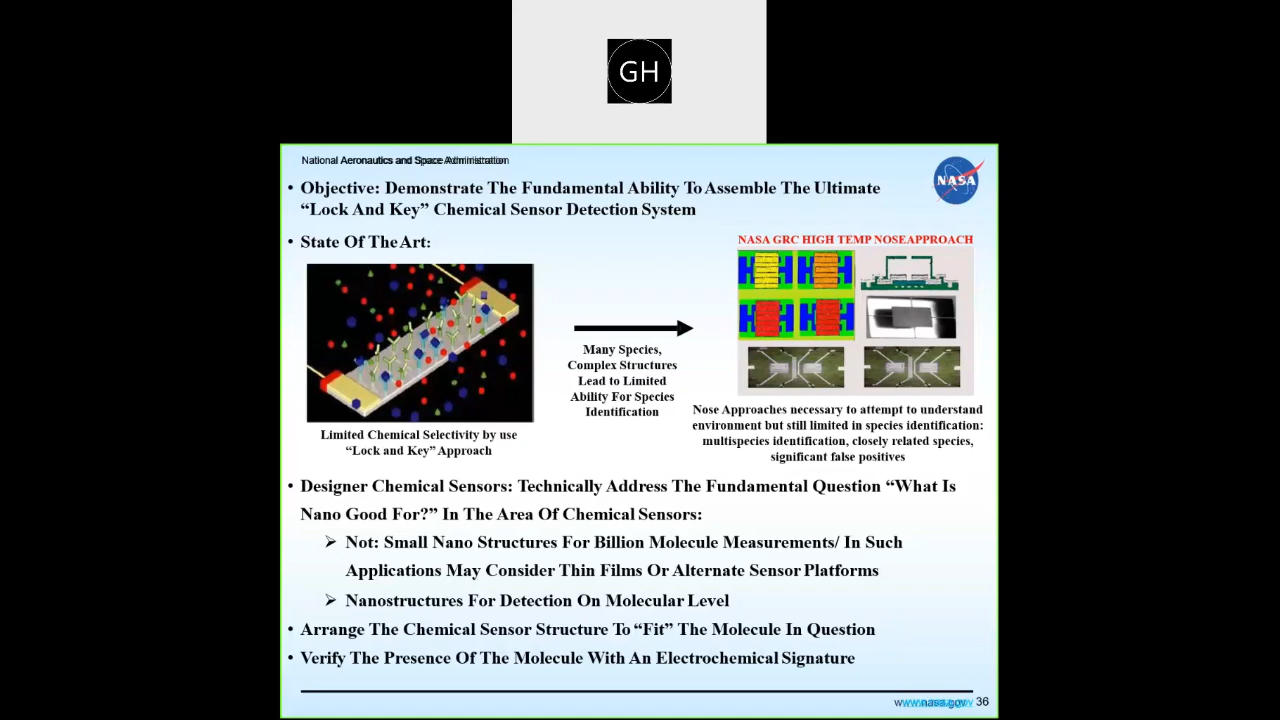 GH
National Aeronautics and Space Administration
NASA
• Objective: Demonstrate The Fundamental Ability To Assemble The Ultimate
“Lock And Key” Chemical Sensor Detection System
• State Of The Art:
NASA GRC HIGH TEMP NOSE APPROACH
Many Species,
Complex Structures
Lead to Limited
Ability For Species
Identification
Limited Chemical Selectivity by use
“Lock and Key” Approach
Nose Approaches necessary to attempt to understand
environment but still limited in species identification:
multispecies identification, closely related species,
significant false positives
• Designer Chemical Sensors: Technically Address The Fundamental Question “What Is
Nano Good For?” In The Area Of Chemical Sensors:
➢ Not: Small Nano Structures For Billion Molecule Measurements/ In Such
Applications May Consider Thin Films Or Alternate Sensor Platforms
➢ Nanostructures For Detection On Molecular Level
• Arrange The Chemical Sensor Structure To “Fit” The Molecule In Question
• Verify The Presence Of The Molecule With An Electrochemical Signature
www.nasa.gov 36